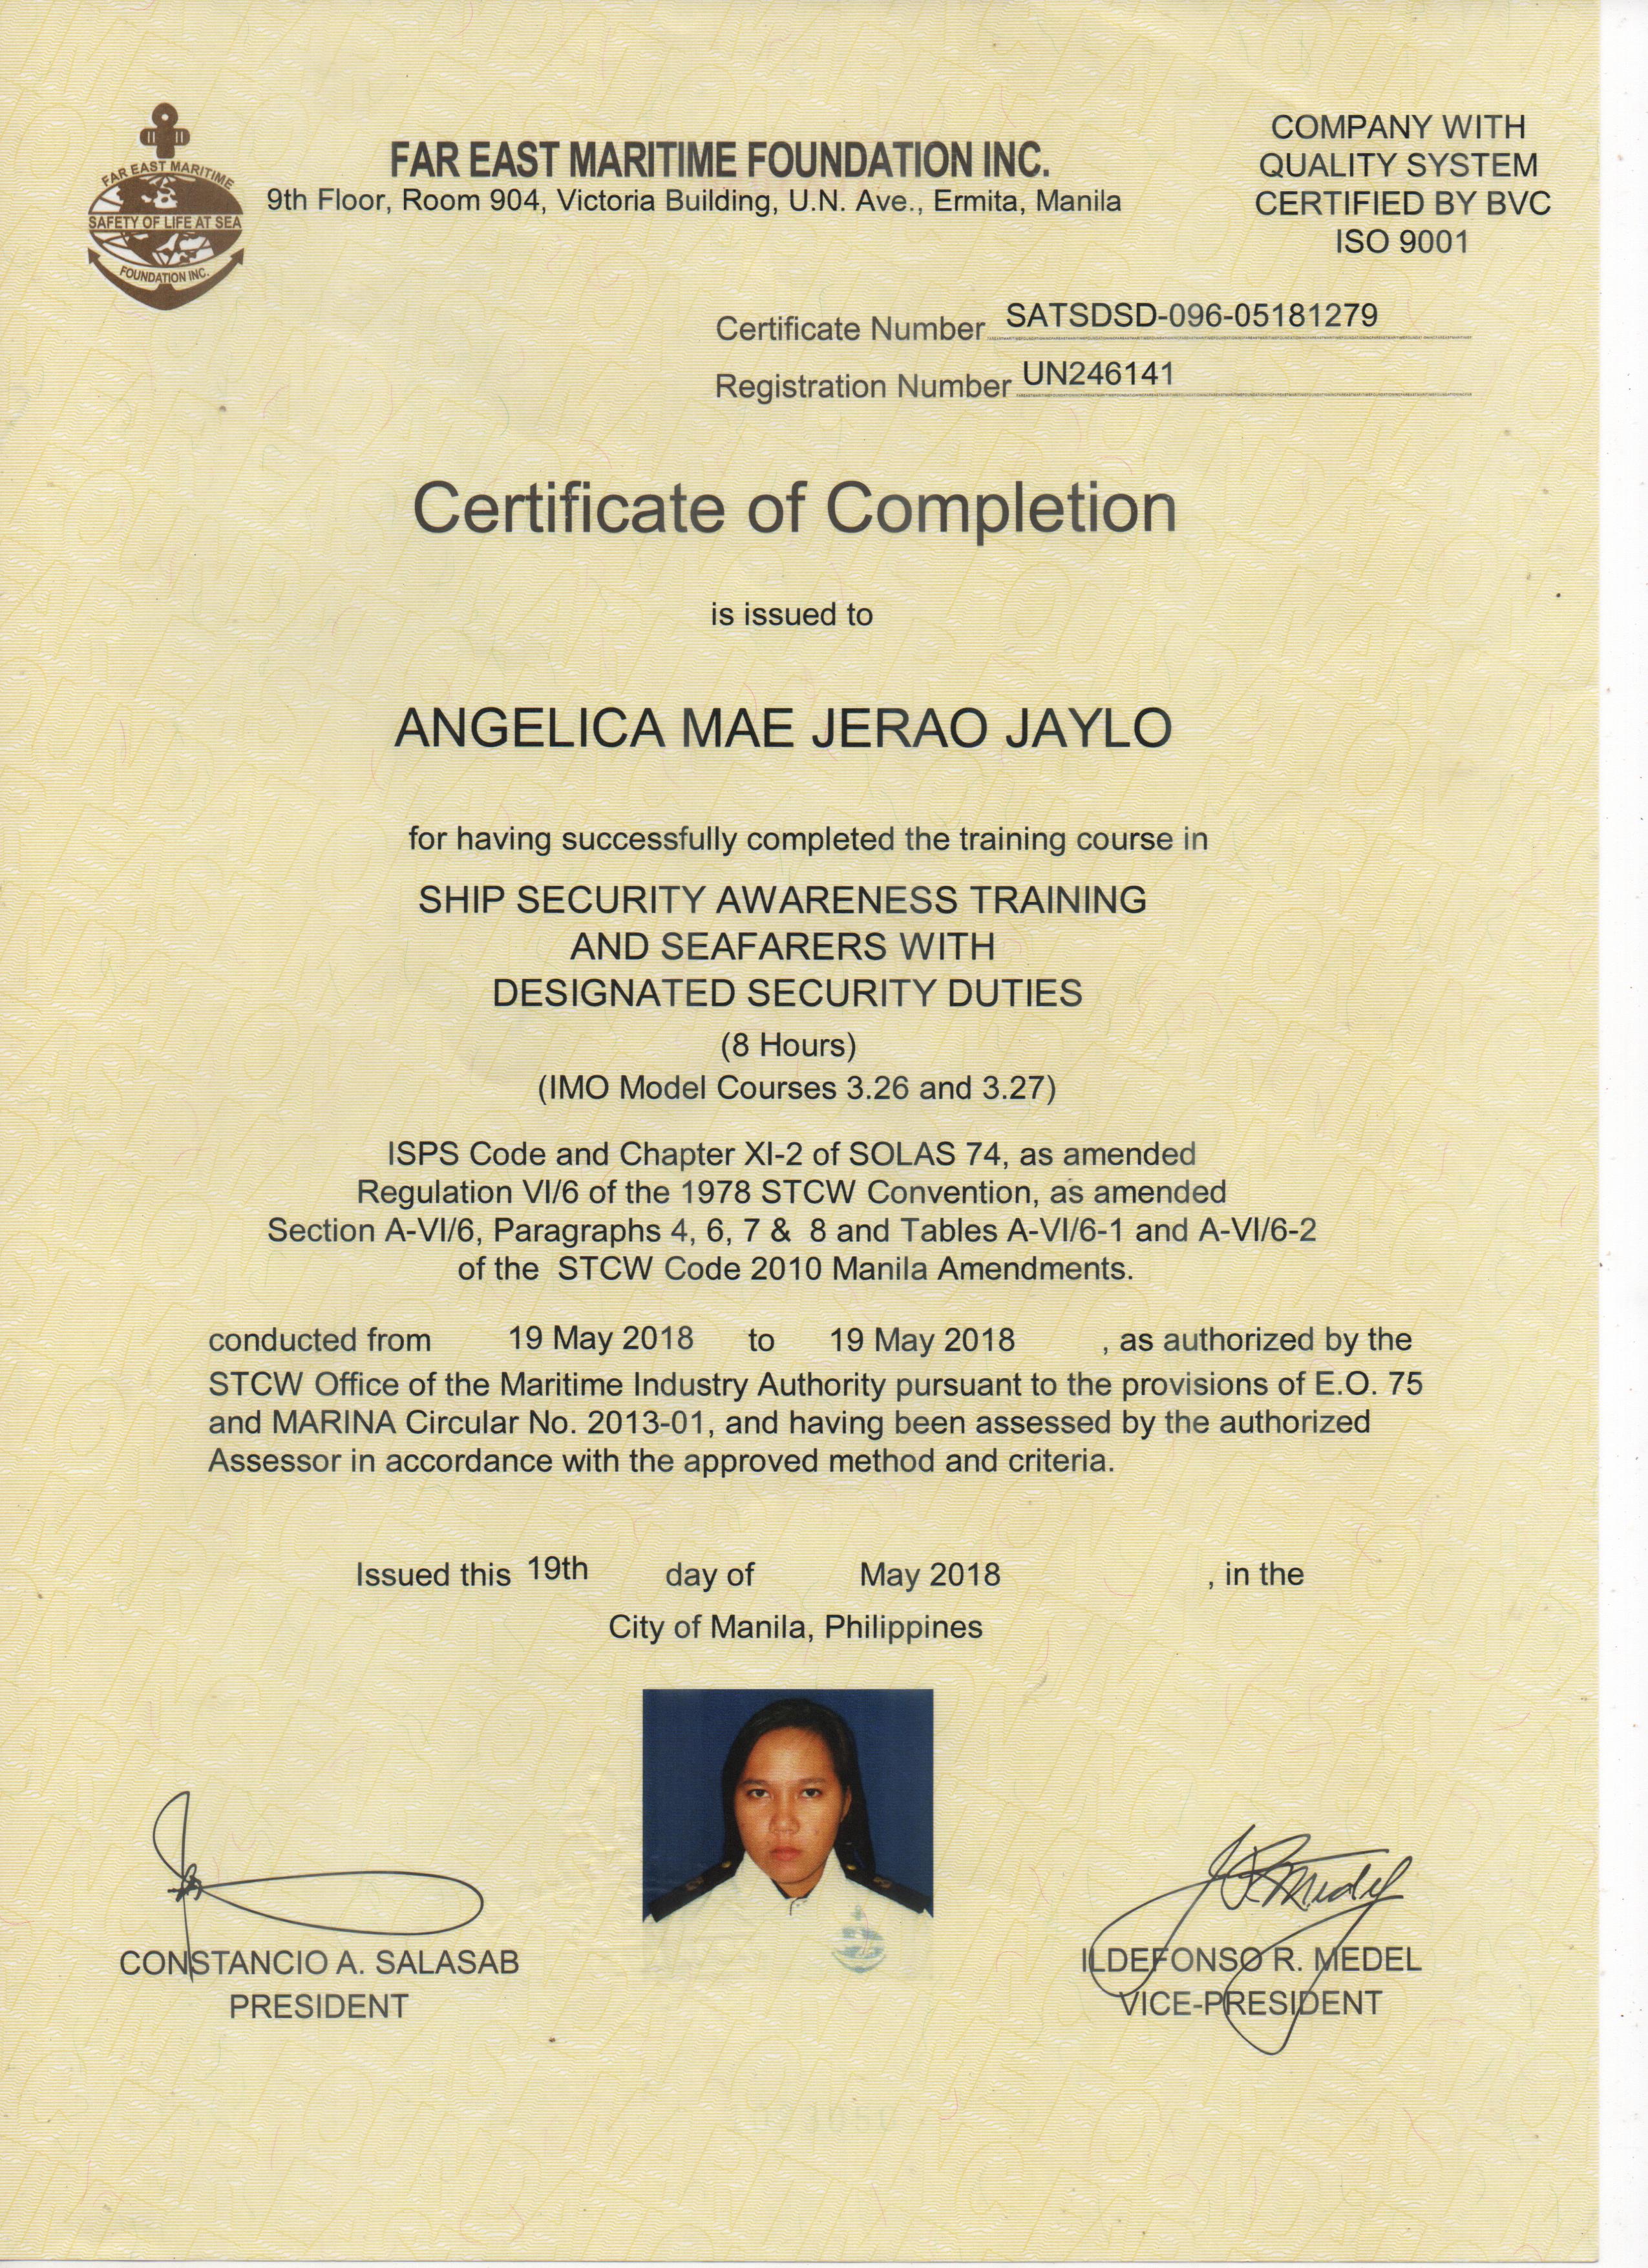 FAR EAST MARITIME
SAFETY OF LIFE AT SEA
FOUNDATION INC.
FAR EAST MARITIME FOUNDATION INC.
9th Floor, Room 904, Victoria Building, U.N. Ave., Ermita, Manila
COMPANY WITH
QUALITY SYSTEM
CERTIFIED BY BVC
ISO 9001
Certificate Number SATSDSD-096-05181279
Registration Number UN246141
Certificate of Completion
is issued to
ANGELICA MAE JERAO JAYLO
for having successfully completed the training course in
SHIP SECURITY AWARENESS TRAINING
AND SEAFARERS WITH
DESIGNATED SECURITY DUTIES
(8 Hours)
(IMO Model Courses 3.26 and 3.27)
ISPS Code and Chapter XI-2 of SOLAS 74, as amended
Regulation VI/6 of the 1978 STCW Convention, as amended
Section A-VI/6, Paragraphs 4, 6, 7 & 8 and Tables A-VI/6-1 and A-VI/6-2
of the STCW Code 2010 Manila Amendments.
conducted from 19 May 2018 to 19 May 2018 , as authorized by the
STCW Office of the Maritime Industry Authority pursuant to the provisions of E.O. 75
and MARINA Circular No. 2013-01, and having been assessed by the authorized
Assessor in accordance with the approved method and criteria.
Issued this 19th day of May 2018 , in the
City of Manila, Philippines
CONSTANCIO A. SALASAB
PRESIDENT
ILDEFONSO R. MEDEL
VICE-PRESIDENT